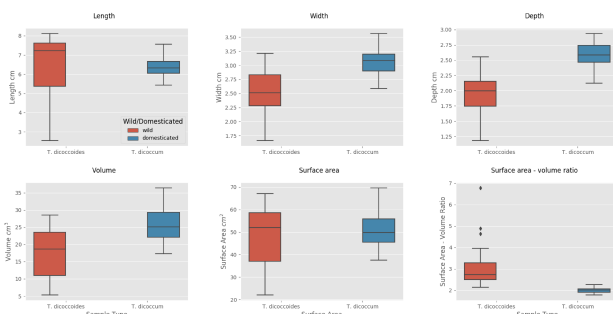 Length
Width
Depth
Length cm
8
7
6
5
4
3
Wild/Domesticated
wild
domesticated
T. dicoccoides
T. dicoccum
Width cm
3.50
3.25
3.00
2.75
2.50
2.25
2.00
1.75
T. dicoccoides
T. dicoccum
Depth cm
3.00
2.75
2.50
2.25
2.00
1.75
1.50
1.25
T. dicoccoides
T. dicoccum
Volume
Surface area
Surface area - volume ratio
Volume cm³
35
30
25
20
15
10
5
T. dicoccoides
T. dicoccum
Sample Type
Surface Area cm²
70
60
50
40
30
20
T. dicoccoides
T. dicoccum
Surface Area
Surface Area - Volume Ratio
7
6
5
4
3
2
T. dicoccoides
T. dicoccum
Sample Type